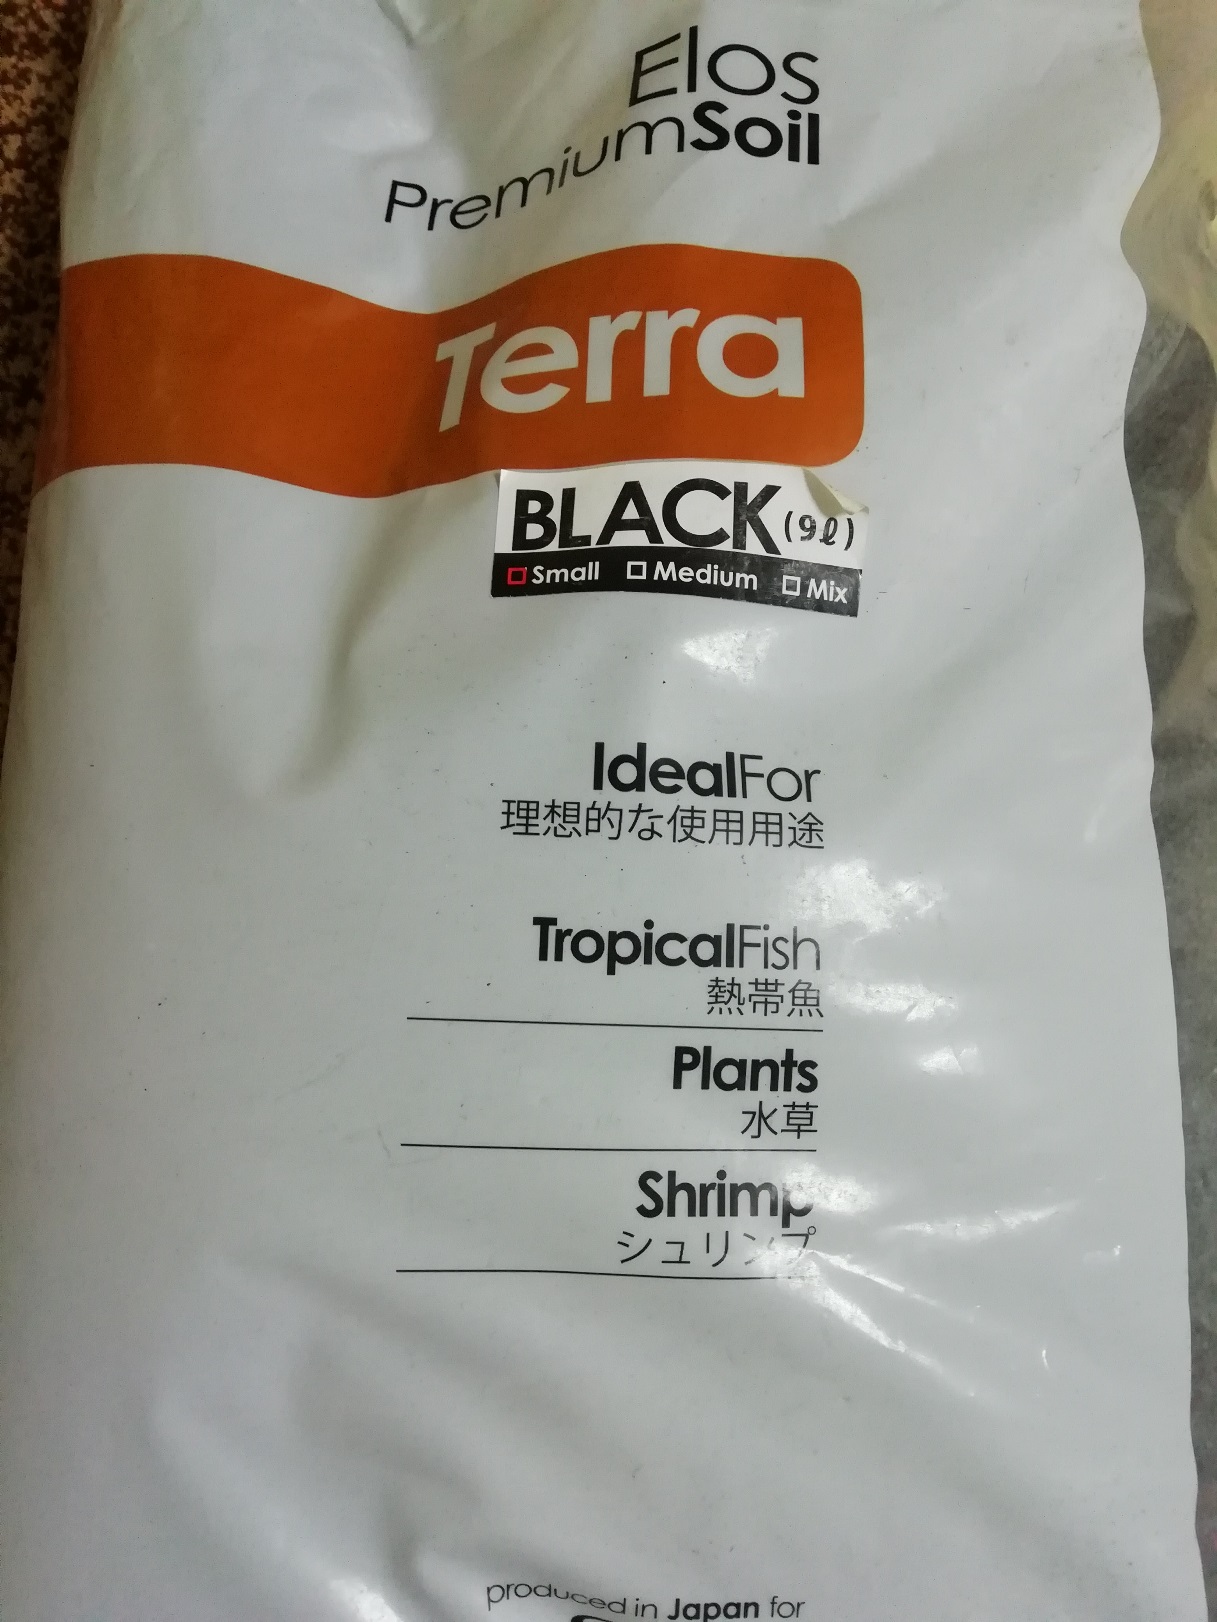 Elos
PremiumSoil
Terra
BLACK (9ℓ)
Small Medium Mix
IdealFor
理想的な使用用途
TropicalFish
熱帯魚
Plants
水草
Shrimp
シュリンプ
produced in Japan for